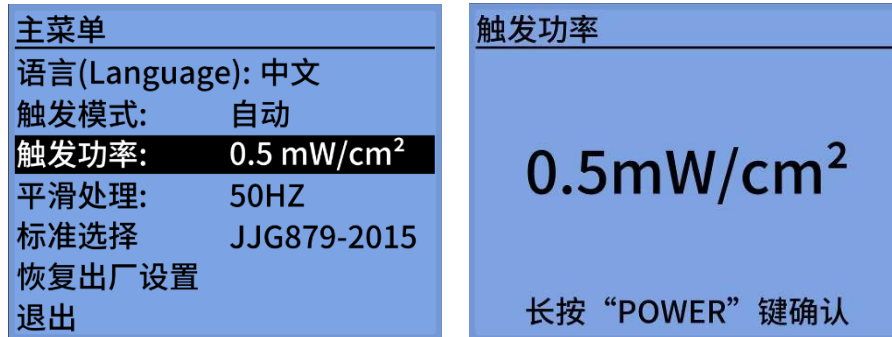 主菜单
语言(Language): 中文
触发模式: 自动
触发功率: 0.5 mW/cm²
平滑处理: 50HZ
标准选择 JJG879-2015
恢复出厂设置
退出
触发功率
0.5mW/cm²
长按“POWER”键确认